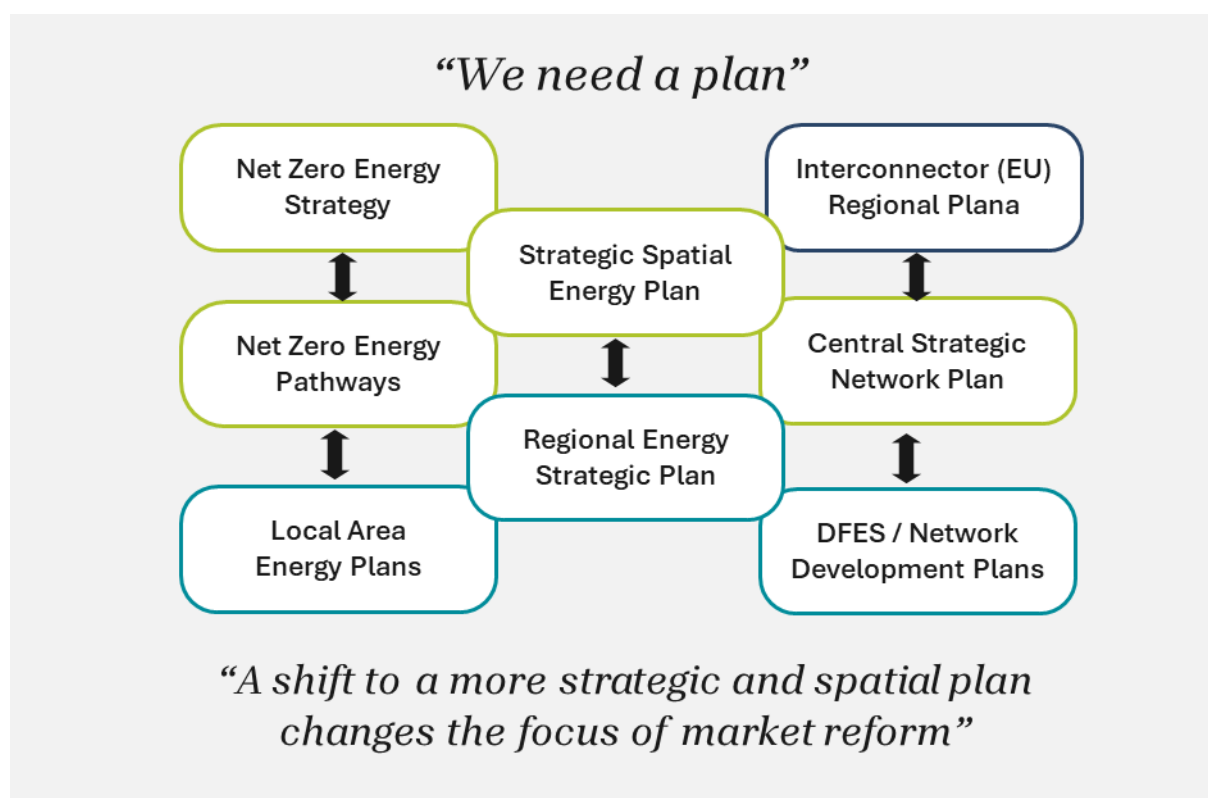 “We need a plan”
Net Zero Energy
Strategy
Interconnector (EU)
Regional Plana
Strategic Spatial
Energy Plan
Net Zero Energy
Pathways
Central Strategic
Network Plan
Regional Energy
Strategic Plan
Local Area
Energy Plans
DFES / Network
Development Plans
“A shift to a more strategic and spatial plan
changes the focus of market reform”